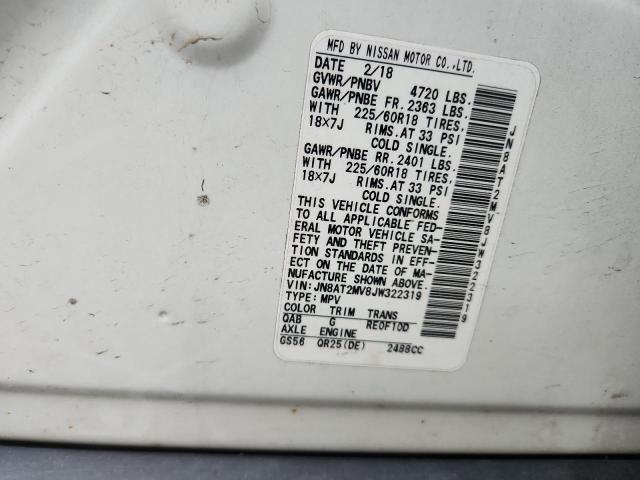 MFD BY NISSAN MOTOR CO.,LTD.
DATE 2/18
GVWR/PNBV 4720 LBS.
GAWR/PNBE FR. 2363 LBS.
WITH 225/60R18 TIRES,
18X7J RIMS.AT 33 PSI
COLD SINGLE.
GAWR/PNBE RR. 2401 LBS.
WITH 225/60R18 TIRES,
18X7J RIMS.AT 33 PSI
COLD SINGLE.
THIS VEHICLE CONFORMS
TO ALL APPLICABLE FED-
ERAL MOTOR VEHICLE SA-
FETY AND THEFT PREVEN-
TION STANDARDS IN EFF-
ECT ON THE DATE OF MA-
NUFACTURE SHOWN ABOVE.
VIN: JN8AT2MV8JW322319
TYPE: MPV
COLOR TRIM TRANS
QAB G RE0F10D
AXLE ENGINE
GS56 QR25(DE) 2488CC
JN8AT2MV8JW322319